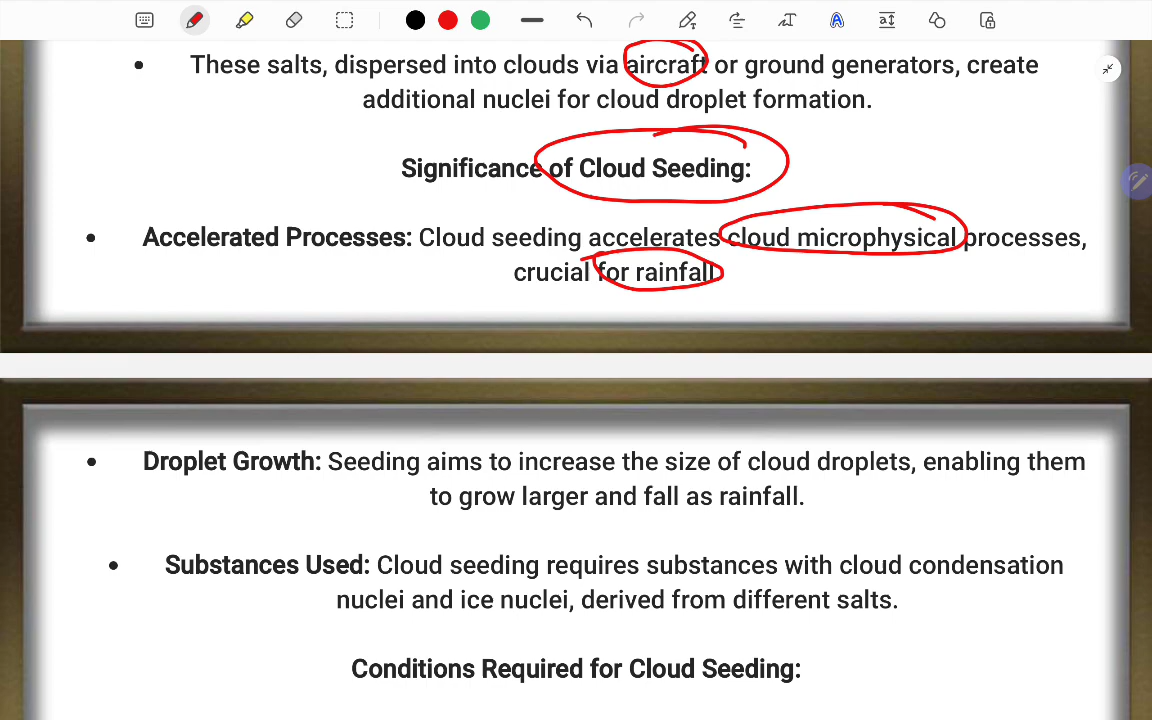 • These salts, dispersed into clouds via aircraft or ground generators, create
additional nuclei for cloud droplet formation.
Significance of Cloud Seeding:
• Accelerated Processes: Cloud seeding accelerates cloud microphysical processes,
crucial for rainfall.
• Droplet Growth: Seeding aims to increase the size of cloud droplets, enabling them
to grow larger and fall as rainfall.
• Substances Used: Cloud seeding requires substances with cloud condensation
nuclei and ice nuclei, derived from different salts.
Conditions Required for Cloud Seeding: